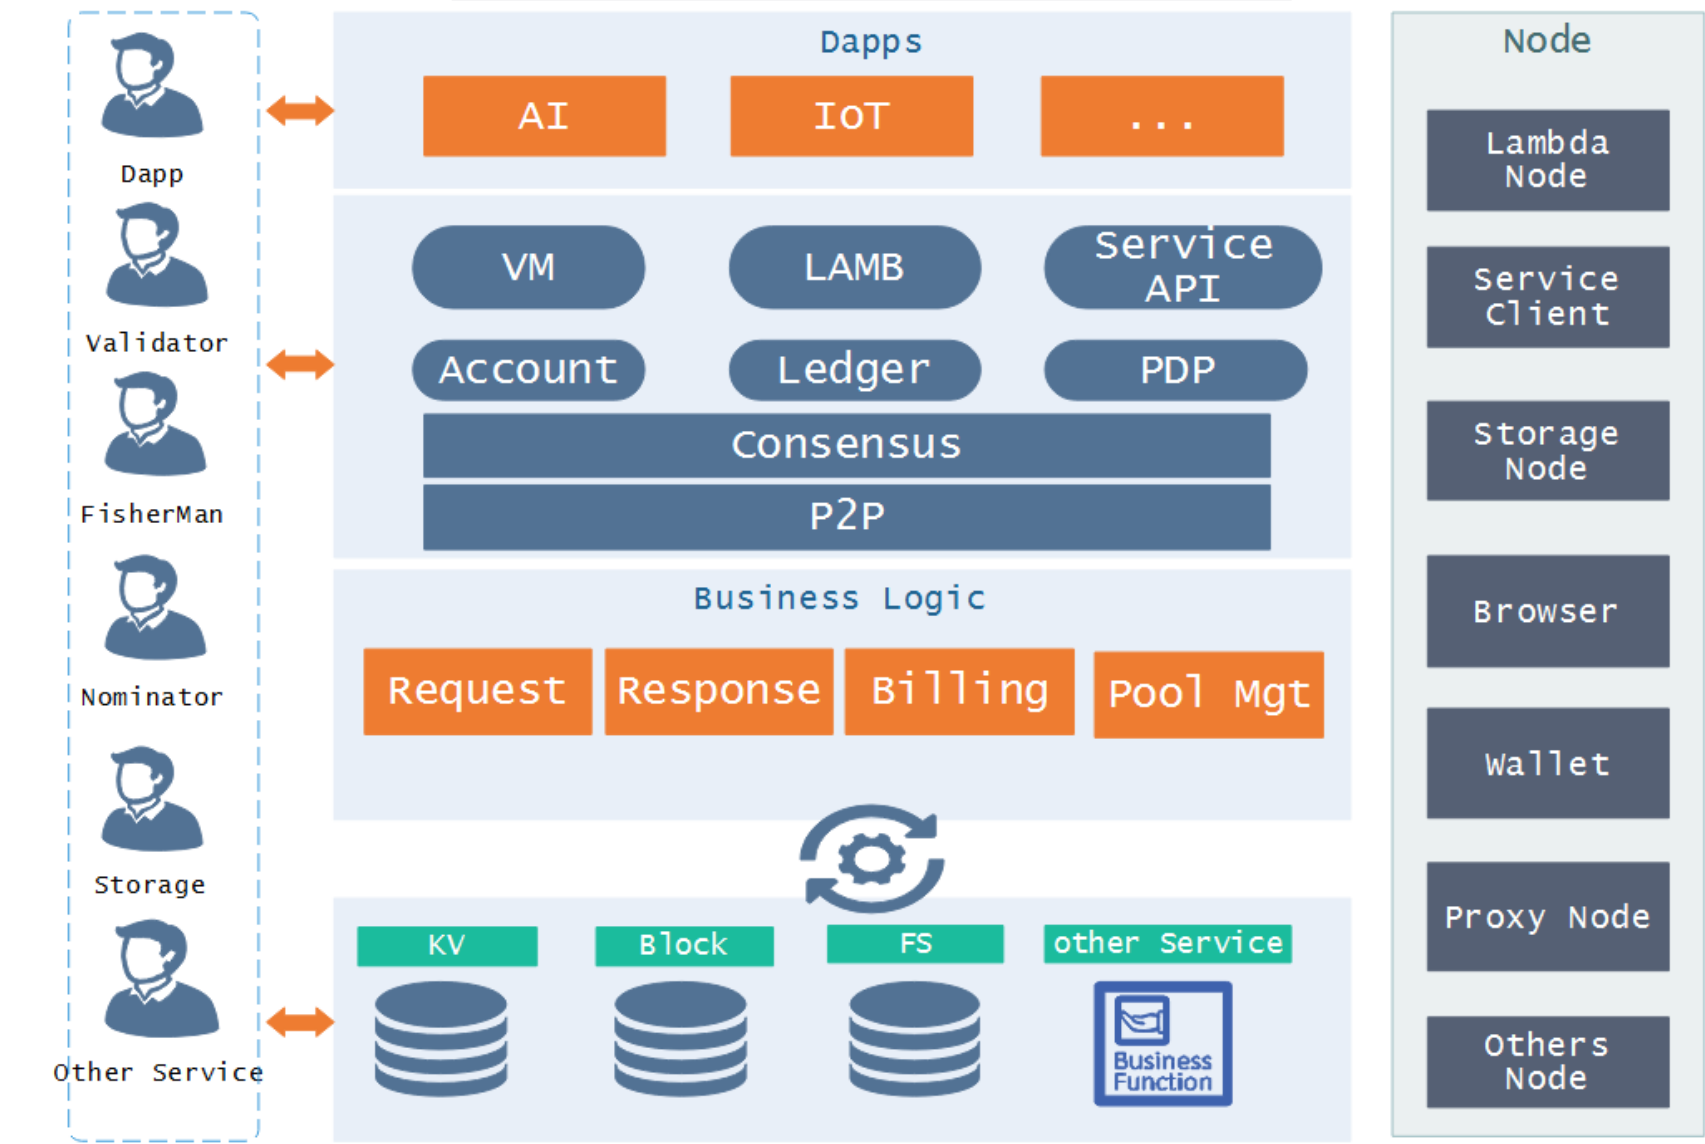 Dapp
Validator
FisherMan
Nominator
Storage
Other Service
Dapps
AI
IoT
...
VM
LAMB
Service
API
Account
Ledger
PDP
Consensus
P2P
Business Logic
Request
Response
Billing
Pool Mgt
KV
Block
FS
other Service
Business
Function
Node
Lambda
Node
Service
Client
Storage
Node
Browser
Wallet
Proxy Node
Others
Node